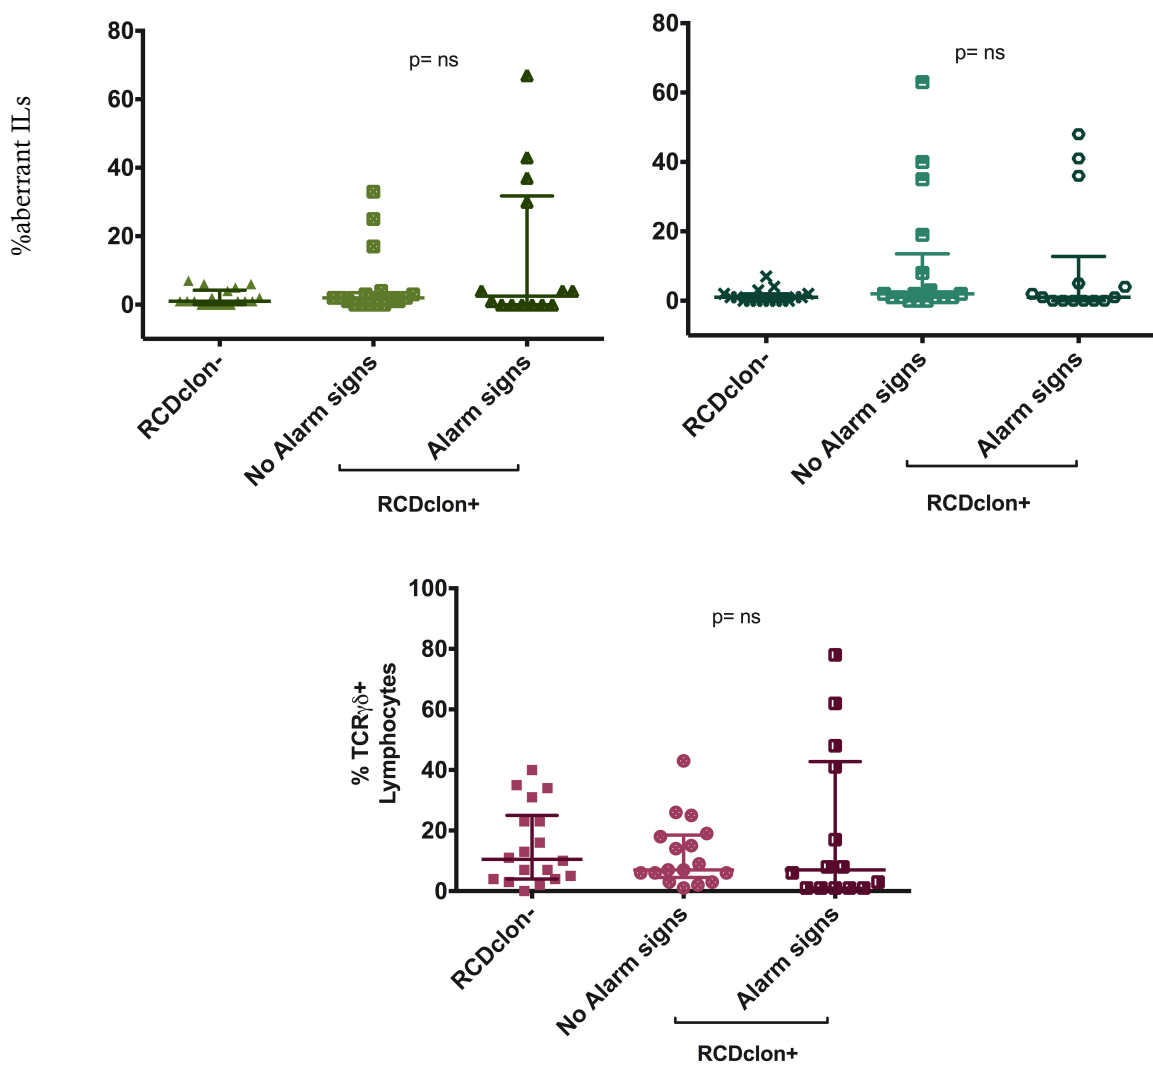 %aberrant ILs
80
60
40
20
0
p= ns
RCDclon-
No Alarm signs
Alarm signs
RCDclon+
80
60
40
20
0
p= ns
RCDclon-
No Alarm signs
Alarm signs
RCDclon+
% TCRγδ+
Lymphocytes
100
80
60
40
20
0
p= ns
RCDclon-
No Alarm signs
Alarm signs
RCDclon+